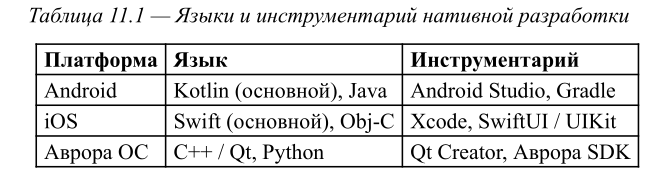 Таблица 11.1 — Языки и инструментарий нативной разработки
Платформа Язык Инструментарий
Android Kotlin (основной), Java Android Studio, Gradle
iOS Swift (основной), Obj-C Xcode, SwiftUI / UIKit
Аврора ОС C++ / Qt, Python Qt Creator, Аврора SDK